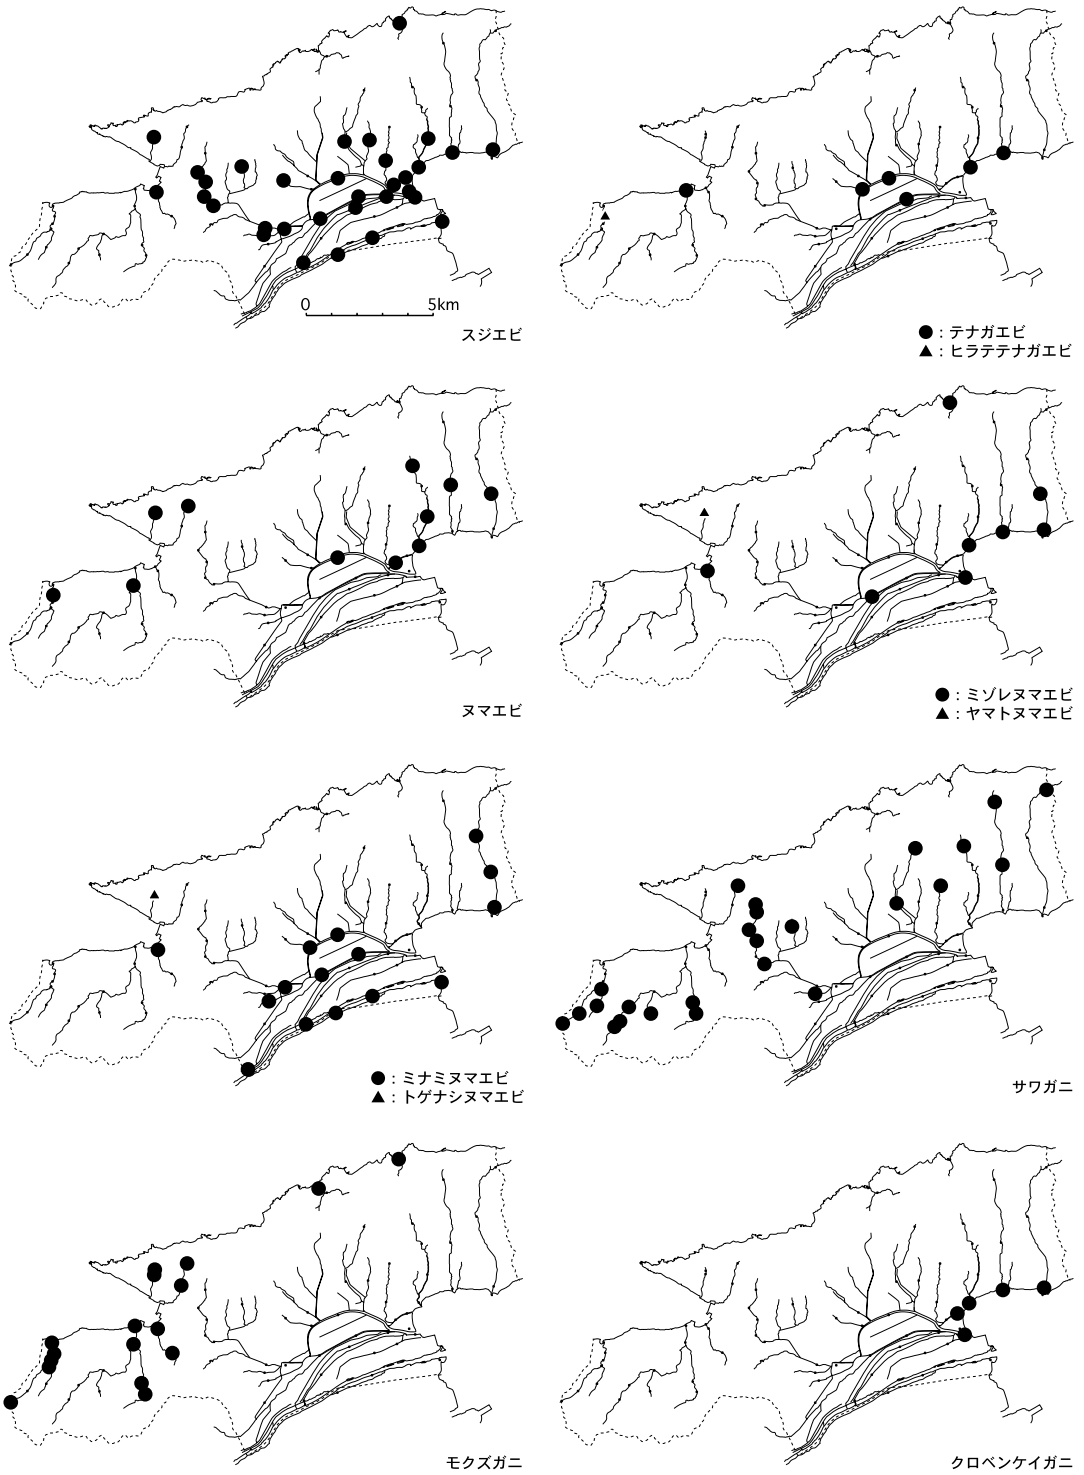 0 5km
スジエビ
●：テナガエビ
▲：ヒラテテナガエビ
ヌマエビ
●：ミゾレヌマエビ
▲：ヤマトヌマエビ
●：ミナミヌマエビ
▲：トゲナシヌマエビ
サワガニ
モクズガニ
クロベンケイガニ